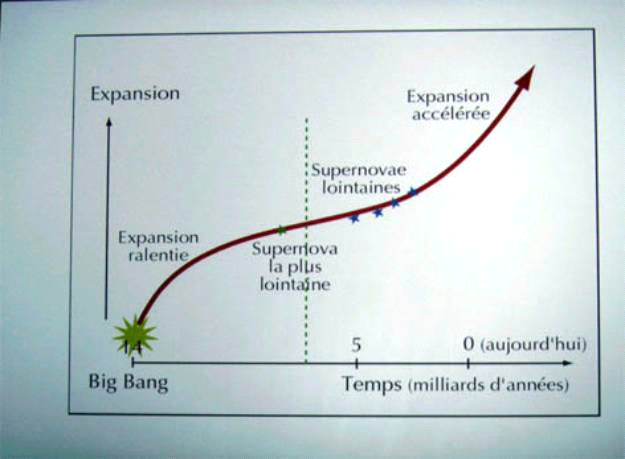 Expansion
Expansion
accélérée
Supernovae
lointaines
Expansion
ralentie
Supernova
la plus
lointaine
14
5
0 (aujourd'hui)
Big Bang
Temps (milliards d'années)